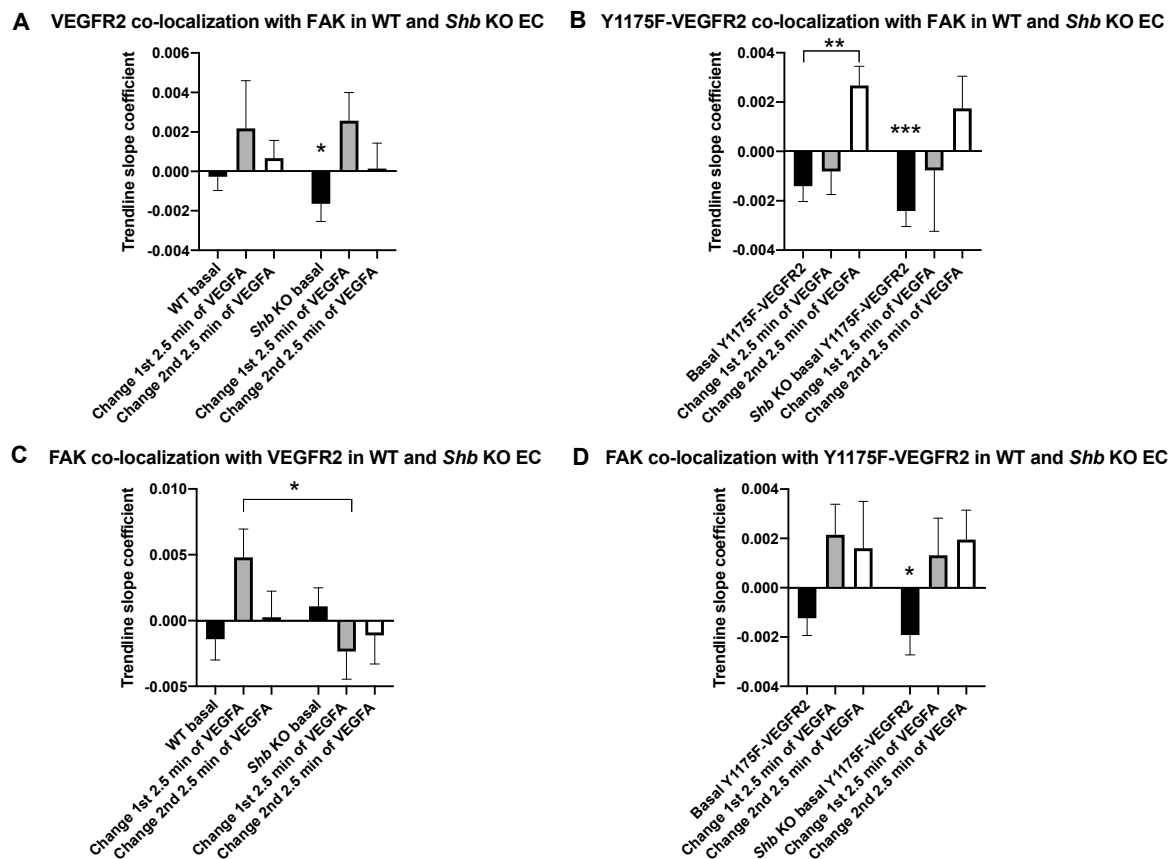 A VEGFR2 co-localization with FAK in WT and Shb KO EC
Trendline slope coefficient
0.006
0.004
0.002
0.000
-0.002
-0.004
*
WT basal
Change 1st 2.5 min of VEGFA
Change 2nd 2.5 min of VEGFA
Shb KO basal
Change 1st 2.5 min of VEGFA
Change 2nd 2.5 min of VEGFA
B Y1175F-VEGFR2 co-localization with FAK in WT and Shb KO EC
Trendline slope coefficient
0.004
0.002
0.000
-0.002
-0.004
**
***
Basal Y1175F-VEGFR2
Change 1st 2.5 min of VEGFA
Change 2nd 2.5 min of VEGFA
Shb KO basal Y1175F-VEGFR2
Change 1st 2.5 min of VEGFA
Change 2nd 2.5 min of VEGFA
C FAK co-localization with VEGFR2 in WT and Shb KO EC
Trendline slope coefficient
0.010
0.005
0.000
-0.005
*
WT basal
Change 1st 2.5 min of VEGFA
Change 2nd 2.5 min of VEGFA
Shb KO basal
Change 1st 2.5 min of VEGFA
Change 2nd 2.5 min of VEGFA
D FAK co-localization with Y1175F-VEGFR2 in WT and Shb KO EC
Trendline slope coefficient
0.004
0.002
0.000
-0.002
-0.004
*
Basal Y1175F-VEGFR2
Change 1st 2.5 min of VEGFA
Change 2nd 2.5 min of VEGFA
Shb KO basal Y1175F-VEGFR2
Change 1st 2.5 min of VEGFA
Change 2nd 2.5 min of VEGFA